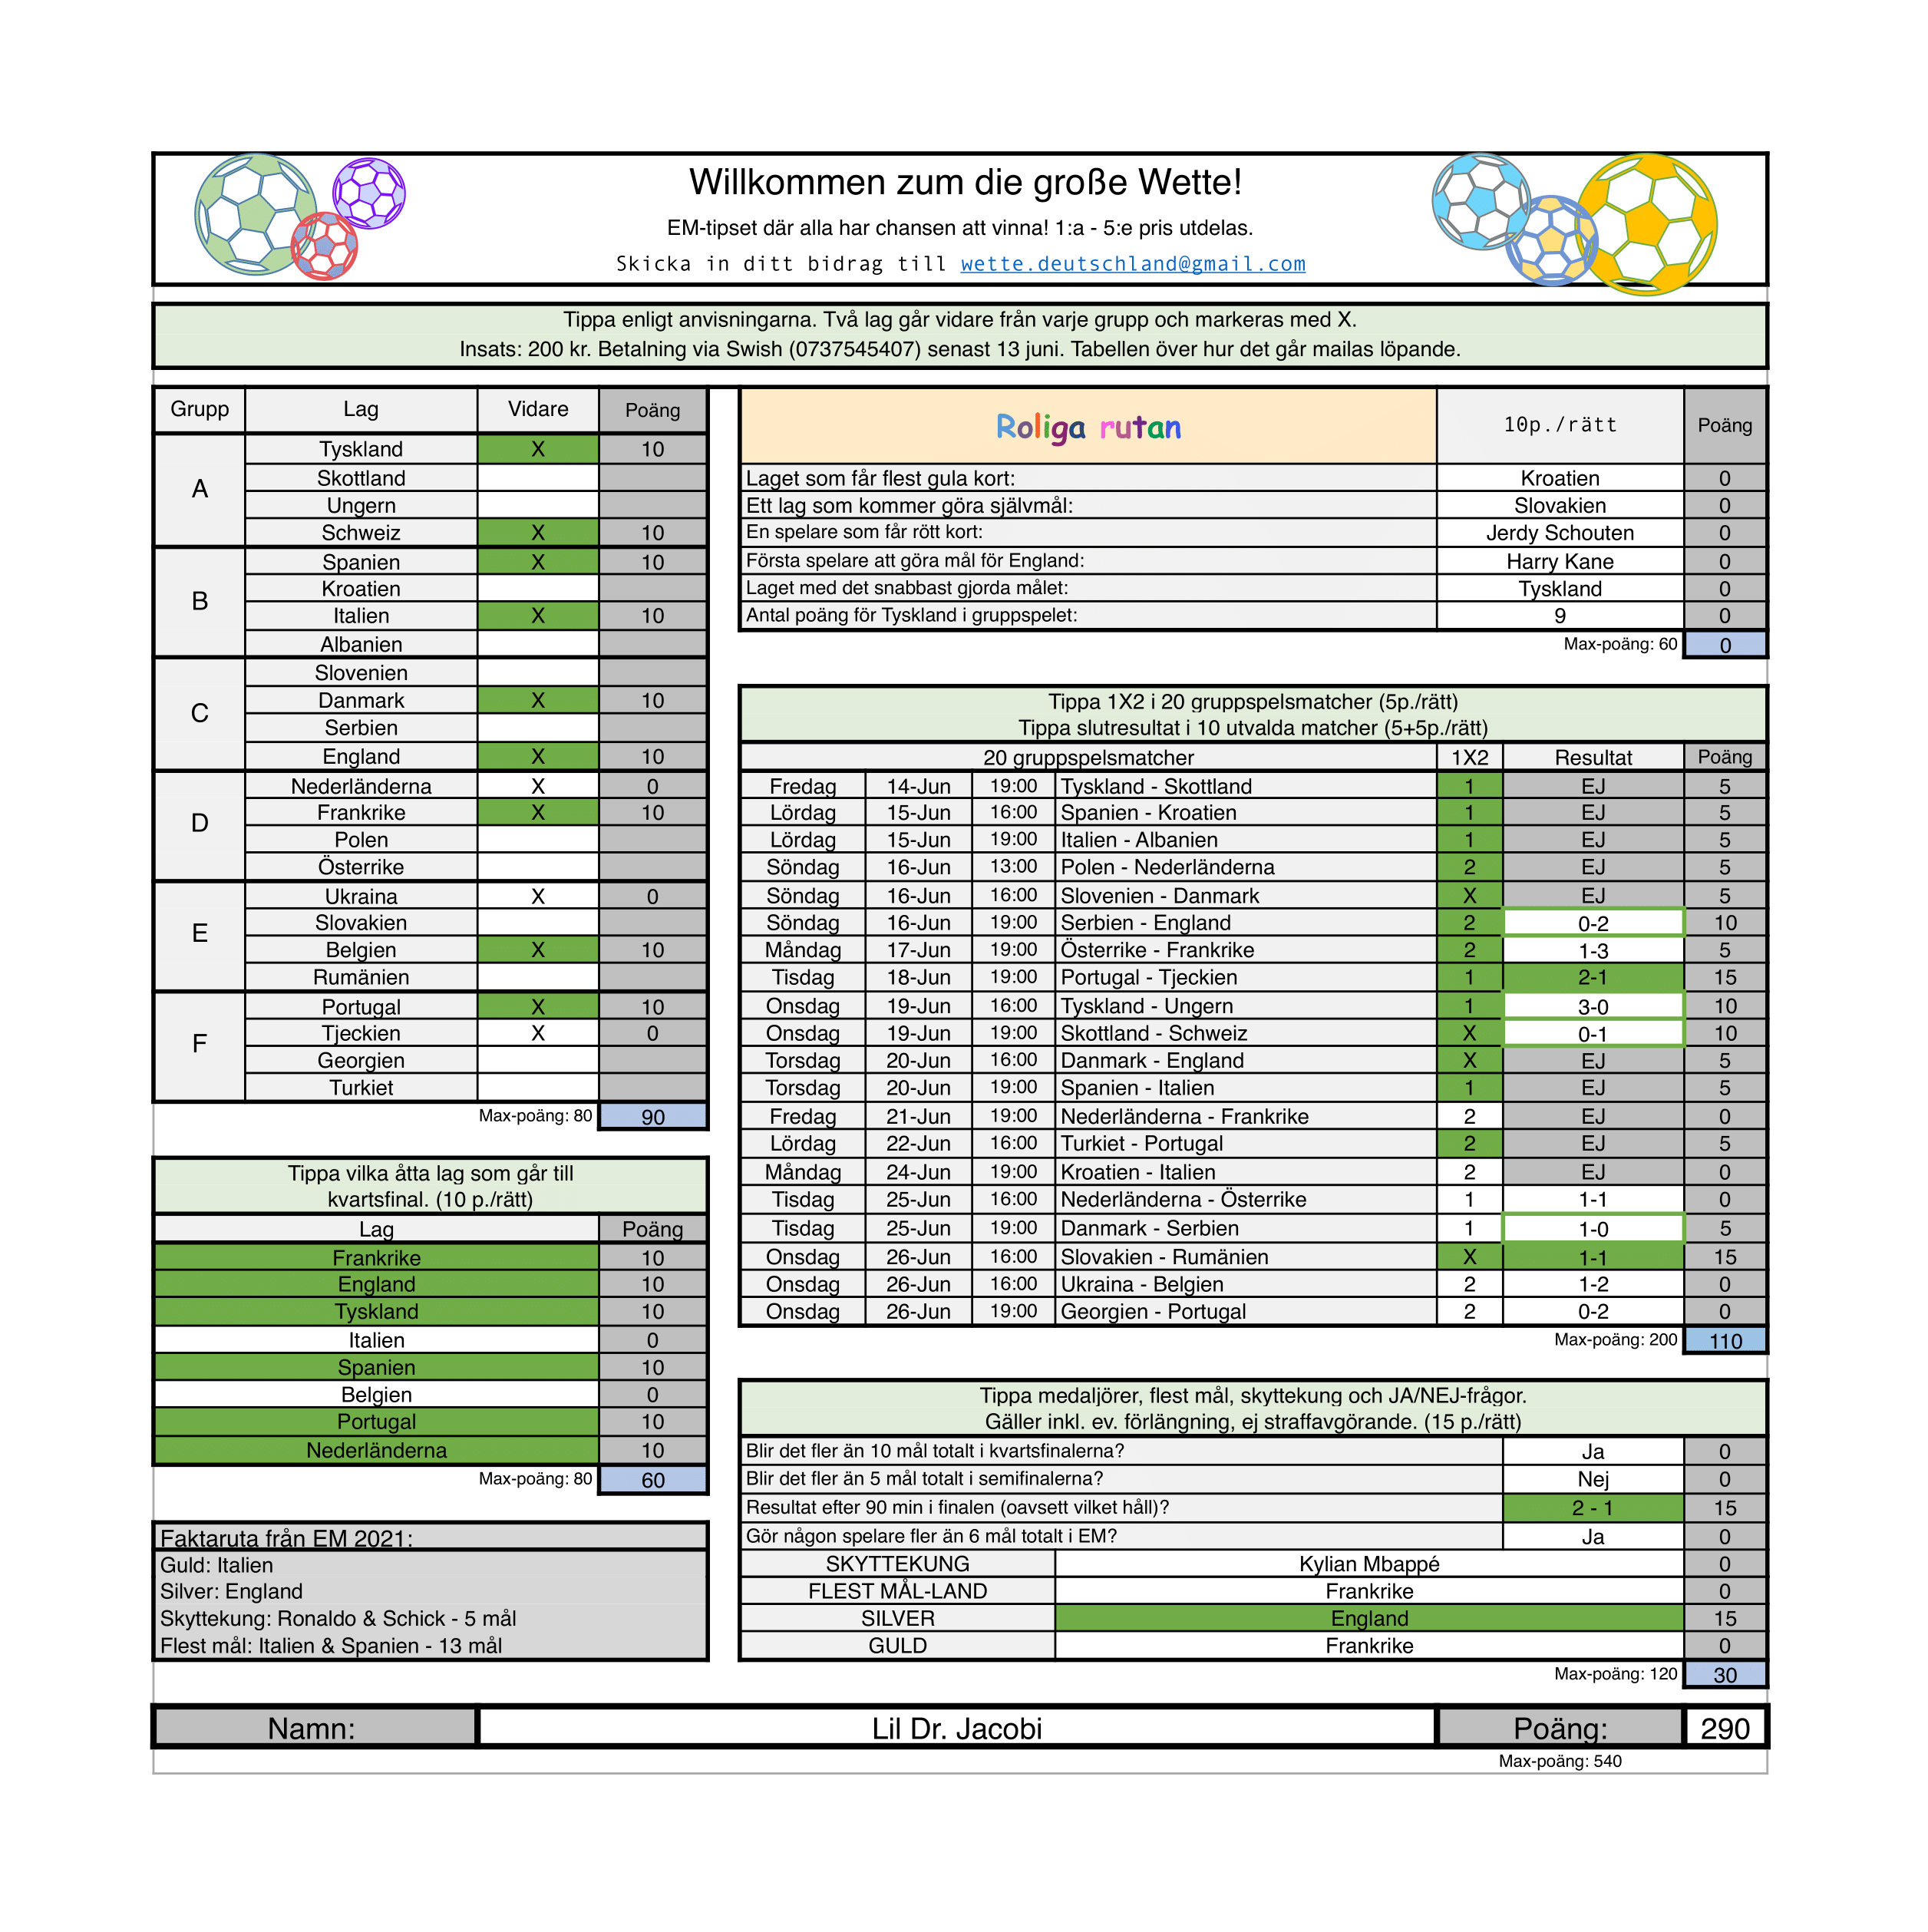 Willkommen zum die große Wette!
EM-tipset där alla har chansen att vinna! 1:a - 5:e pris utdelas.
Skicka in ditt bidrag till wette.deutschland@gmail.com
Tippa enligt anvisningarna. Två lag går vidare från varje grupp och markeras med X.
Insats: 200 kr. Betalning via Swish (0737545407) senast 13 juni. Tabellen över hur det går mailas löpande.
Grupp Lag Vidare Poäng
A
Tyskland X 10
Skottland
Ungern
Schweiz X 10
B
Spanien X 10
Kroatien
Italien X 10
Albanien
C
Slovenien
Danmark X 10
Serbien
England X 10
D
Nederländerna X 0
Frankrike X 10
Polen
Österrike
E
Ukraina X 0
Slovakien
Belgien X 10
Rumänien
F
Portugal X 10
Tjeckien X 0
Georgien
Turkiet
Max-poäng: 80 90
Tippa vilka åtta lag som går till
kvartsfinal. (10 p./rätt)
Lag Poäng
Frankrike 10
England 10
Tyskland 10
Italien 0
Spanien 10
Belgien 0
Portugal 10
Nederländerna 10
Max-poäng: 80 60
Faktaruta från EM 2021:
Guld: Italien
Silver: England
Skyttekung: Ronaldo & Schick - 5 mål
Flest mål: Italien & Spanien - 13 mål
Roliga rutan 10p./rätt Poäng
Laget som får flest gula kort: Kroatien 0
Ett lag som kommer göra självmål: Slovakien 0
En spelare som får rött kort: Jerdy Schouten 0
Första spelare att göra mål för England: Harry Kane 0
Laget med det snabbast gjorda målet: Tyskland 0
Antal poäng för Tyskland i gruppspelet: 9 0
Max-poäng: 60 0
Tippa 1X2 i 20 gruppspelsmatcher (5p./rätt)
Tippa slutresultat i 10 utvalda matcher (5+5p./rätt)
20 gruppspelsmatcher 1X2 Resultat Poäng
Fredag 14-Jun 19:00 Tyskland - Skottland 1 EJ 5
Lördag 15-Jun 16:00 Spanien - Kroatien 1 EJ 5
Lördag 15-Jun 19:00 Italien - Albanien 1 EJ 5
Söndag 16-Jun 13:00 Polen - Nederländerna 2 EJ 5
Söndag 16-Jun 16:00 Slovenien - Danmark X EJ 5
Söndag 16-Jun 19:00 Serbien - England 2 0-2 10
Måndag 17-Jun 19:00 Österrike - Frankrike 2 1-3 5
Tisdag 18-Jun 19:00 Portugal - Tjeckien 1 2-1 15
Onsdag 19-Jun 16:00 Tyskland - Ungern 1 3-0 10
Onsdag 19-Jun 19:00 Skottland - Schweiz X 0-1 10
Torsdag 20-Jun 16:00 Danmark - England X EJ 5
Torsdag 20-Jun 19:00 Spanien - Italien 1 EJ 5
Fredag 21-Jun 19:00 Nederländerna - Frankrike 2 EJ 0
Lördag 22-Jun 16:00 Turkiet - Portugal 2 EJ 5
Måndag 24-Jun 19:00 Kroatien - Italien 2 EJ 0
Tisdag 25-Jun 16:00 Nederländerna - Österrike 1 1-1 0
Tisdag 25-Jun 19:00 Danmark - Serbien 1 1-0 5
Onsdag 26-Jun 16:00 Slovakien - Rumänien X 1-1 15
Onsdag 26-Jun 16:00 Ukraina - Belgien 2 1-2 0
Onsdag 26-Jun 19:00 Georgien - Portugal 2 0-2 0
Max-poäng: 200 110
Tippa medaljörer, flest mål, skyttekung och JA/NEJ-frågor.
Gäller inkl. ev. förlängning, ej straffavgörande. (15 p./rätt)
Blir det fler än 10 mål totalt i kvartsfinalerna? Ja 0
Blir det fler än 5 mål totalt i semifinalerna? Nej 0
Resultat efter 90 min i finalen (oavsett vilket håll)? 2 - 1 15
Gör någon spelare fler än 6 mål totalt i EM? Ja 0
SKYTTEKUNG Kylian Mbappé 0
FLEST MÅL-LAND Frankrike 0
SILVER England 15
GULD Frankrike 0
Max-poäng: 120 30
Namn: Lil Dr. Jacobi Poäng: 290
Max-poäng: 540